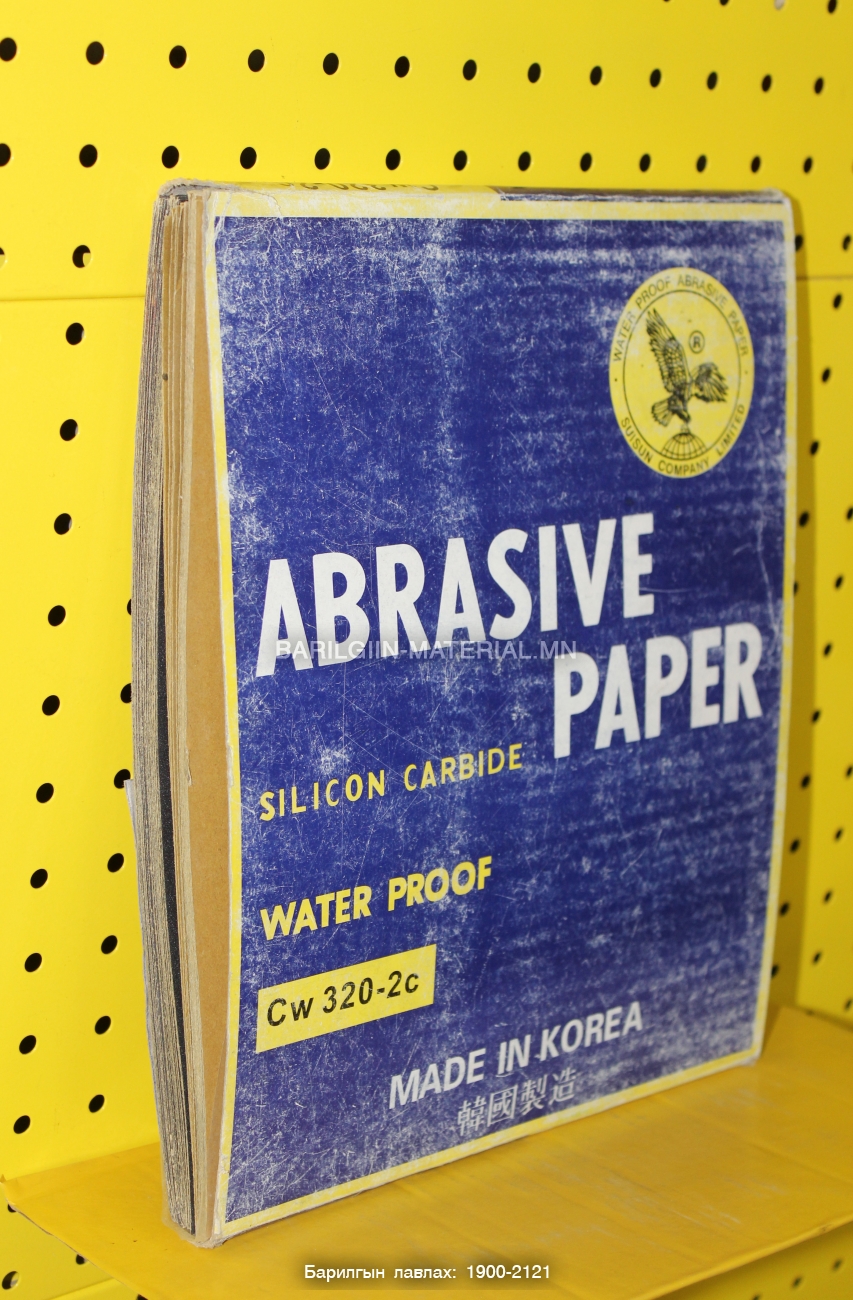 WATER PROOF ABRASIVE PAPER
®
SUISUN COMPANY LIMITED
ABRASIVE
BARILGIIN-MATERIAL.MN
PAPER
SILICON CARBIDE
WATER PROOF
Cw 320-2c
MADE IN KOREA
韓國製造
Барилгын лавлах: 1900-2121